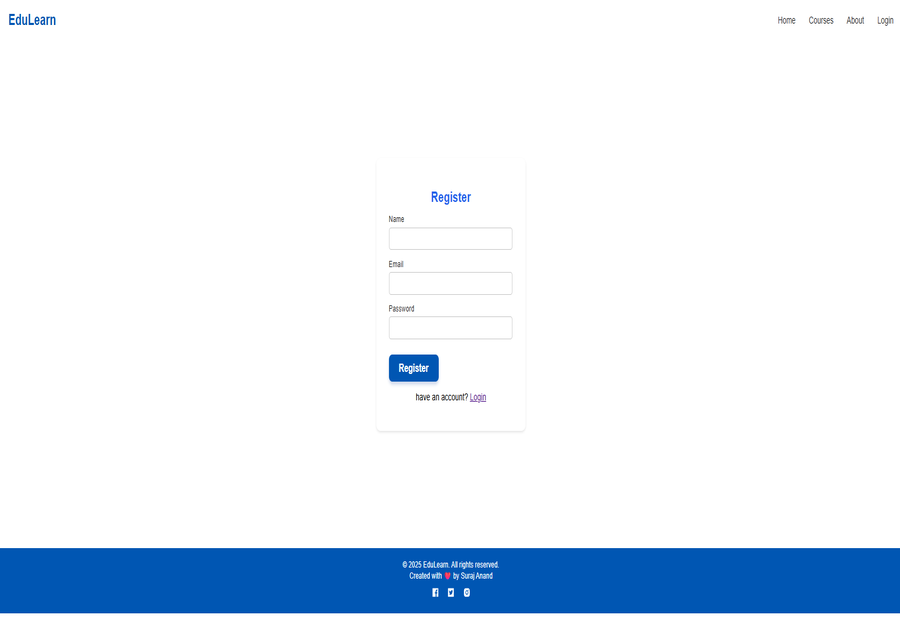 EduLearn
Home Courses About Login
Register
Name
Email
Password
Register
have an account? Login
© 2025 EduLearn. All rights reserved.
Created with ❤️ by Suraj Anand